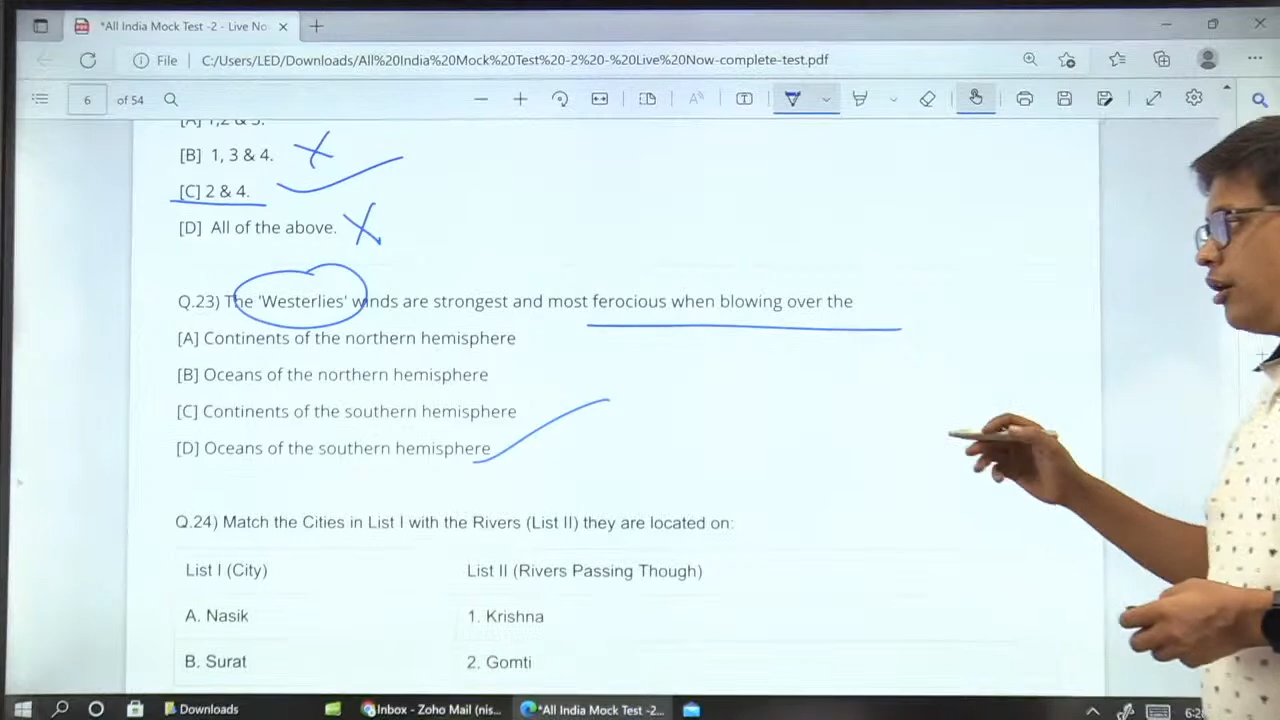 *All India Mock Test -2 - Live No
File
C:/Users/LED/Downloads/All%20India%20Mock%20Test%20-2%20-%20Live%20Now-complete-test.pdf
6 of 54
[A] 1,2 & 3.
[B] 1, 3 & 4.
[C] 2 & 4.
[D] All of the above.
Q.23) The 'Westerlies' winds are strongest and most ferocious when blowing over the
[A] Continents of the northern hemisphere
[B] Oceans of the northern hemisphere
[C] Continents of the southern hemisphere
[D] Oceans of the southern hemisphere
Q.24) Match the Cities in List I with the Rivers (List II) they are located on:
List I (City) List II (Rivers Passing Though)
A. Nasik 1. Krishna
B. Surat 2. Gomti
Downloads Inbox - Zoho Mail (nis... *All India Mock Test -2...